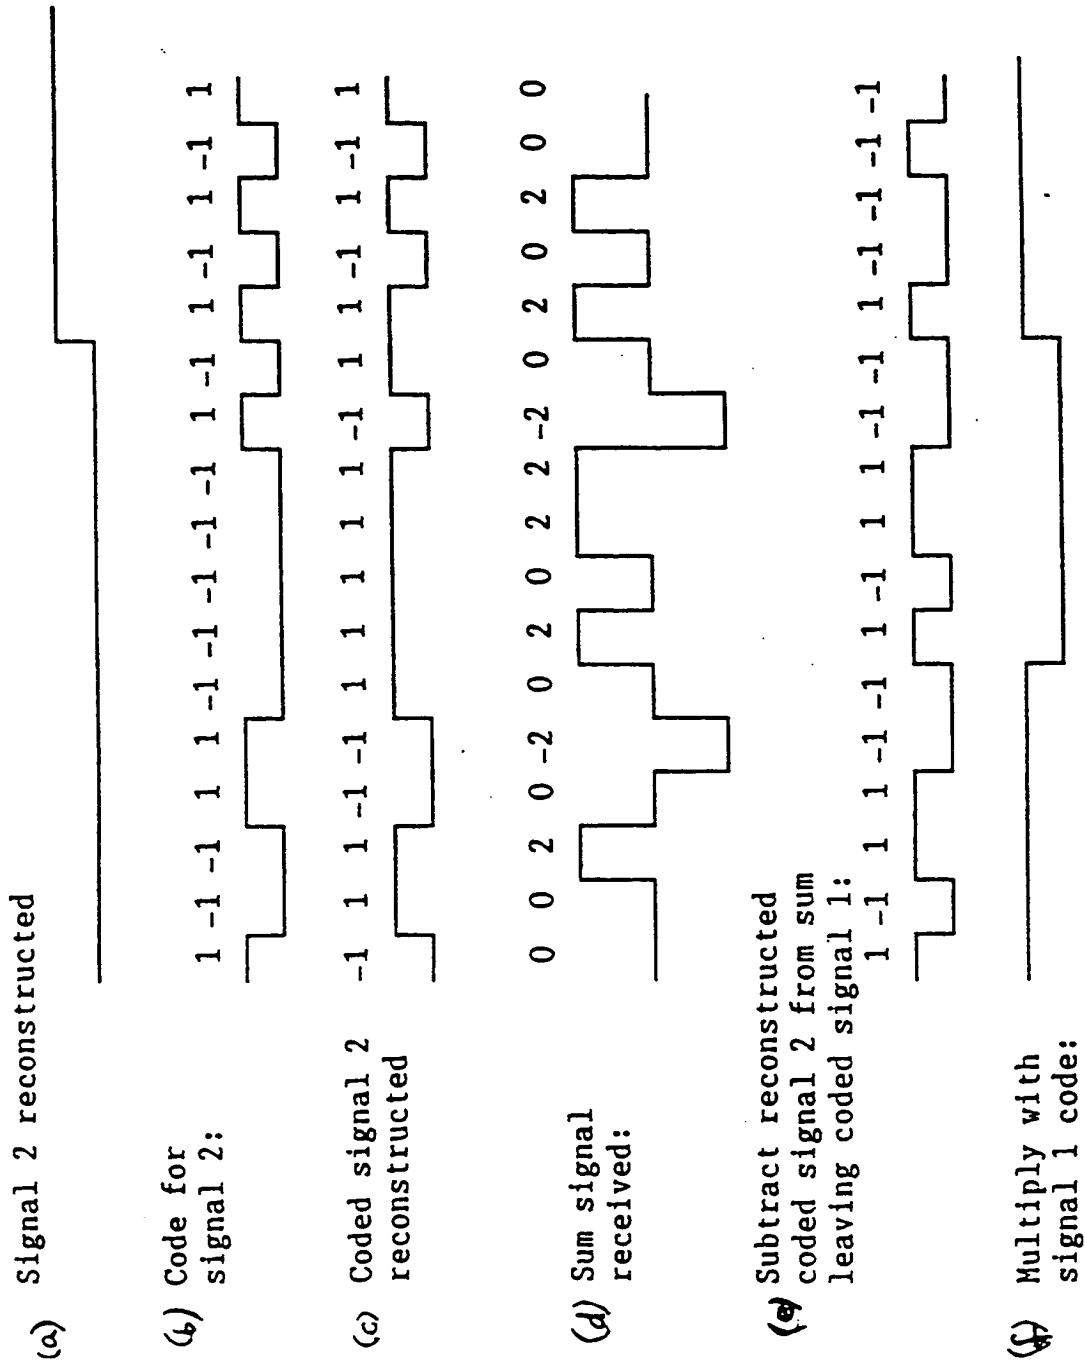 (a) Signal 2 reconstructed
(b) Code for
signal 2:
1 -1 -1 1 1 -1 -1 -1 -1 -1 1 -1 1 -1 1 -1 1
(c) Coded signal 2
reconstructed
-1 1 1 -1 -1 1 1 1 1 1 -1 1 1 -1 1 -1 1
(d) Sum signal
received:
0 0 2 0 -2 0 2 0 2 2 -2 0 2 0 2 0 0
(e) Subtract reconstructed
coded signal 2 from sum
leaving coded signal 1:
1 -1 1 1 -1 -1 1 -1 1 1 -1 -1 1 -1 -1 -1 -1
(f) Multiply with
signal 1 code: